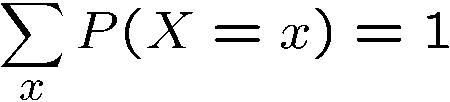 ∑ₓ P(X = x) = 1